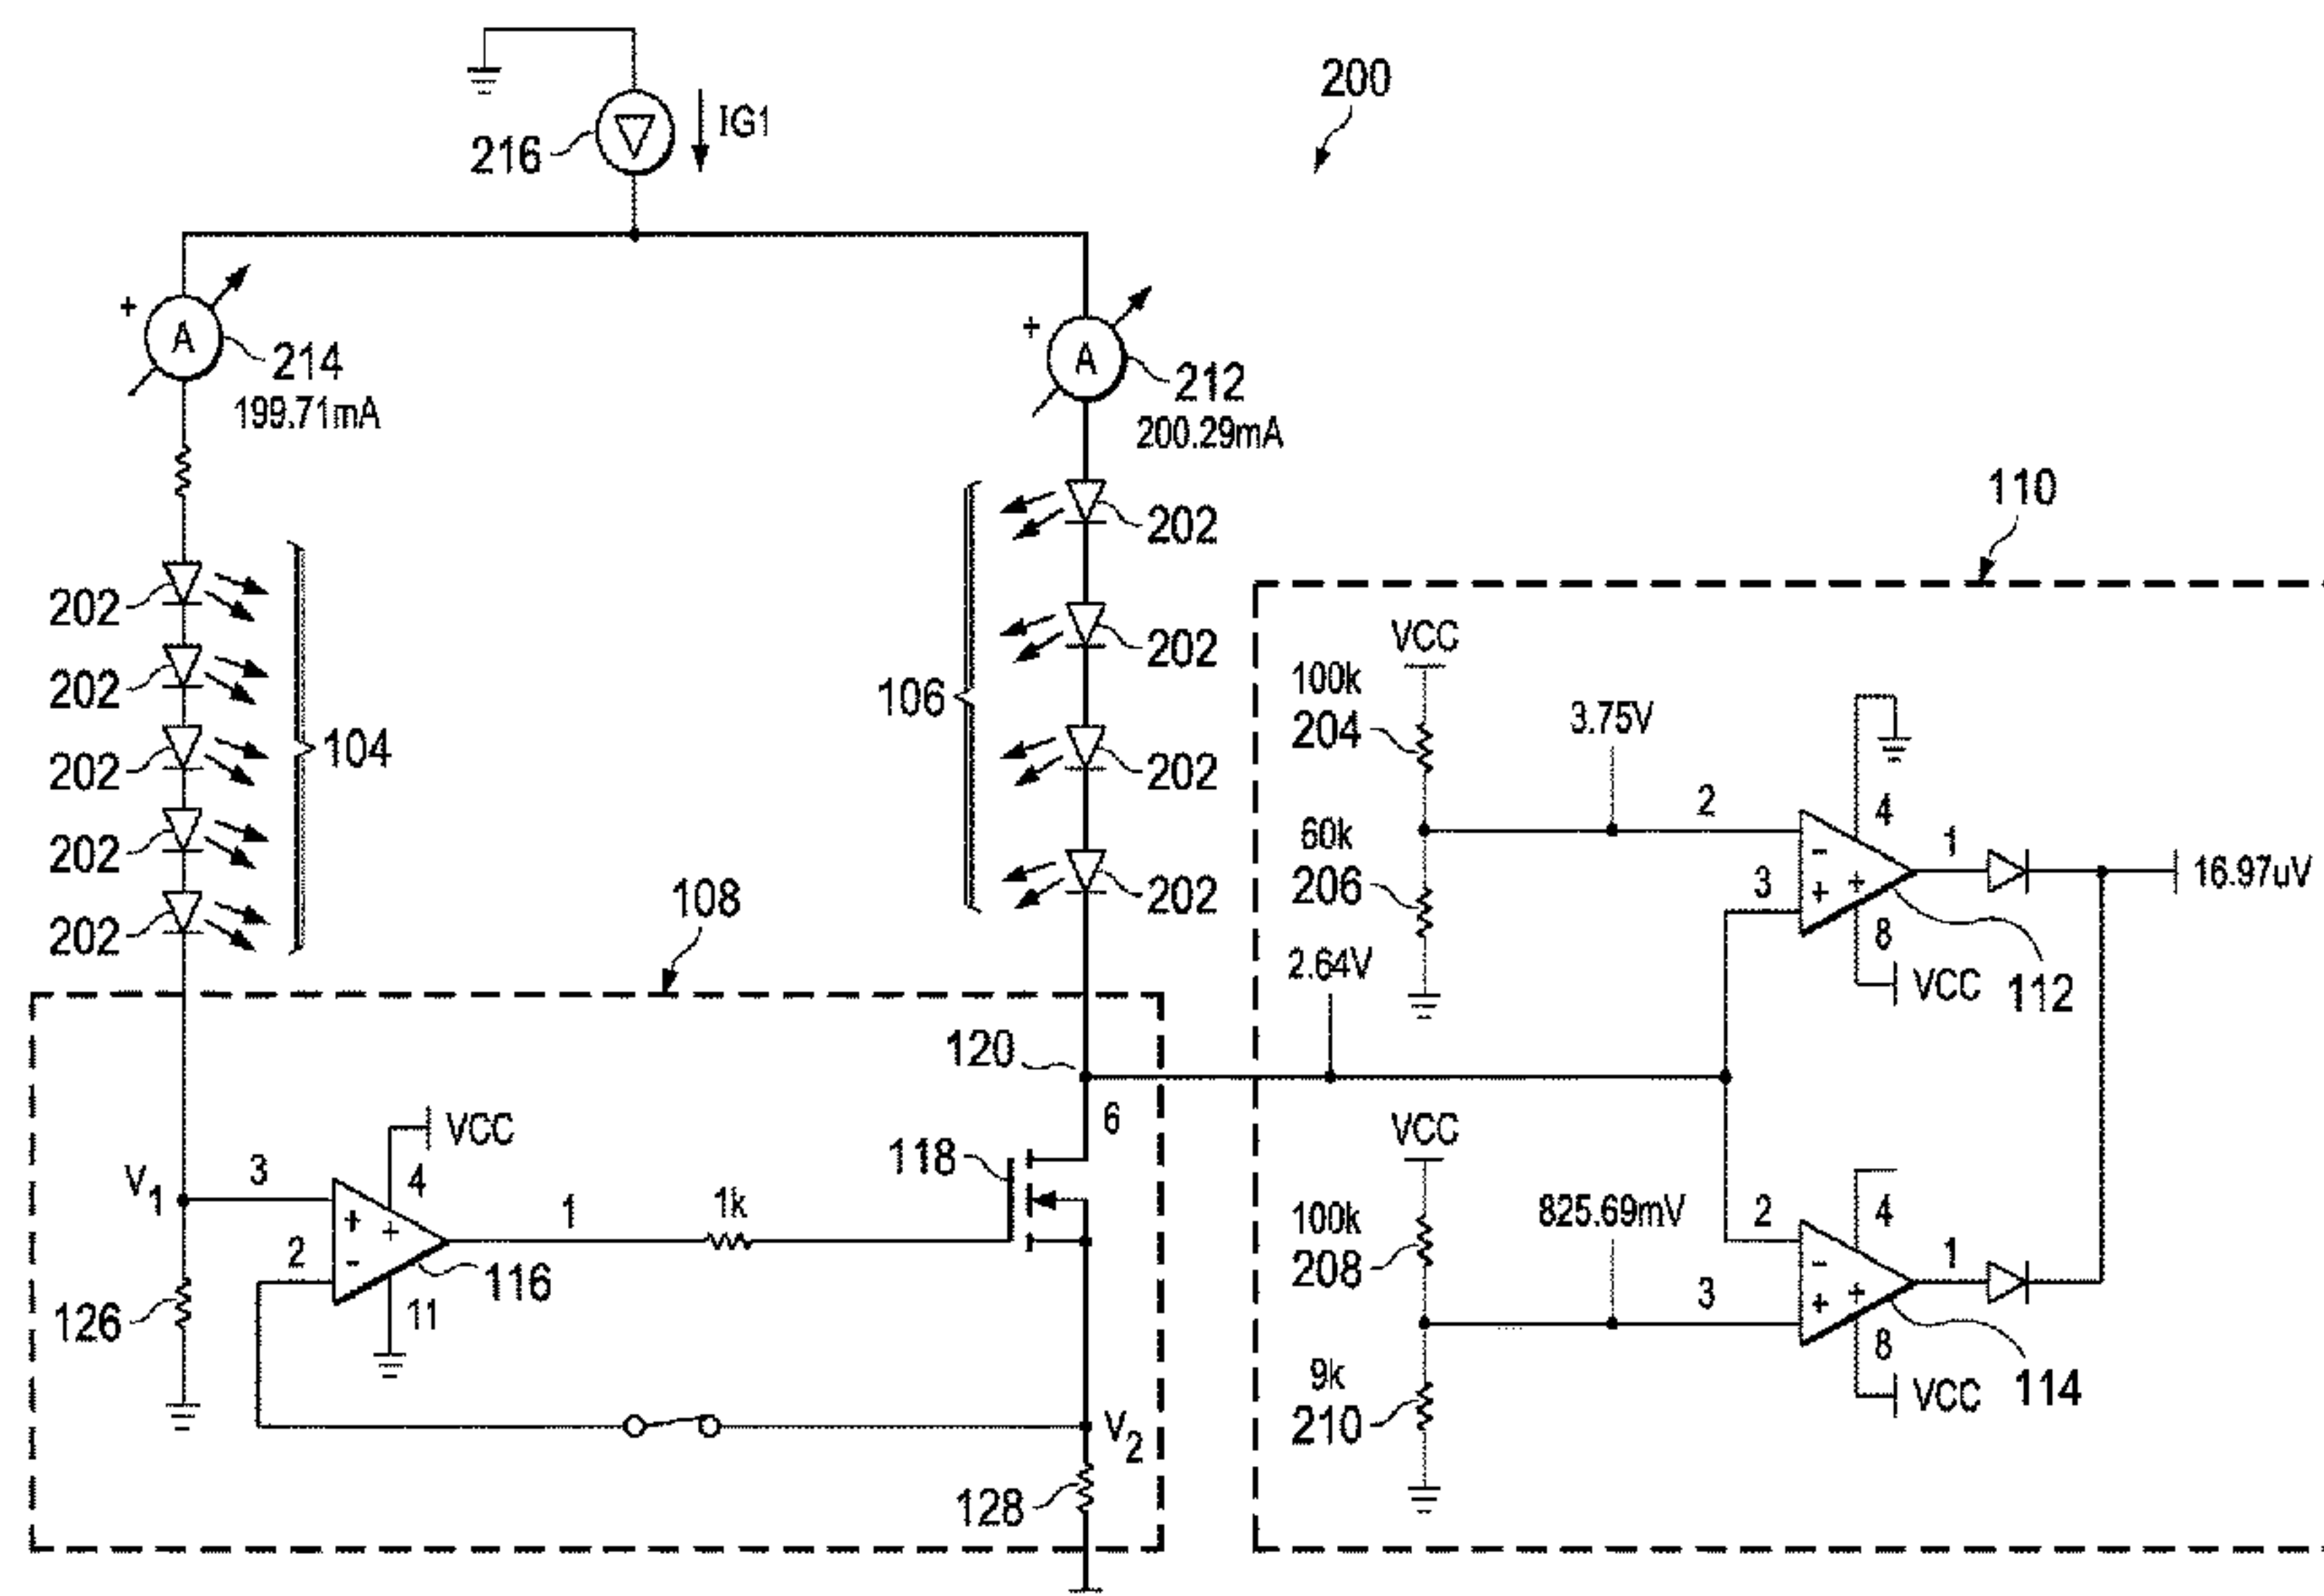 200
IG1
216
+
A
214
199.71mA
+
A
212
200.29mA
110
202
202
202
202
202
104
202
202
202
202
106
108
VCC
100k
204
3.75V
2
4
60k
206
3
-
+
+
1
8
VCC
112
16.97uV
2.64V
120
6
118
VCC
4
V1
3
+
+
-
2
1
1k
116
11
126
V2
128
VCC
100k
208
825.69mV
2
4
-
+
+
1
3
8
VCC
114
9k
210